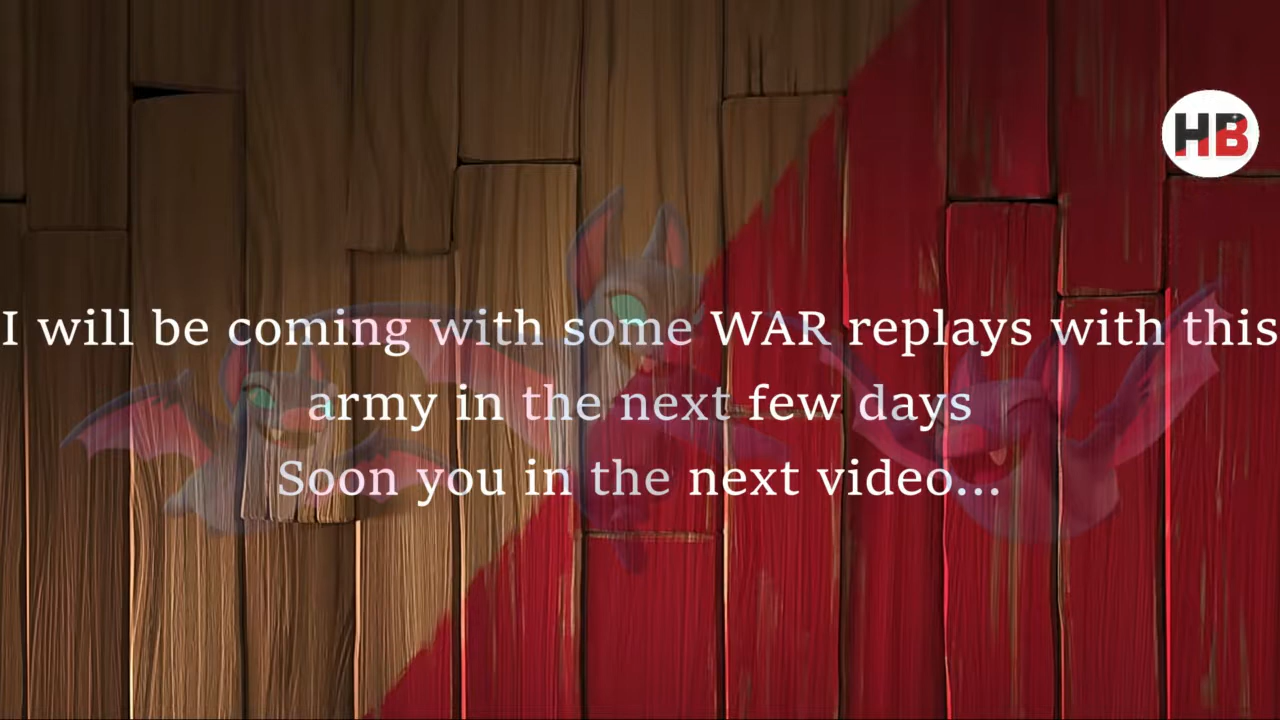 HB
I will be coming with some WAR replays with this
army in the next few days
Soon you in the next video...